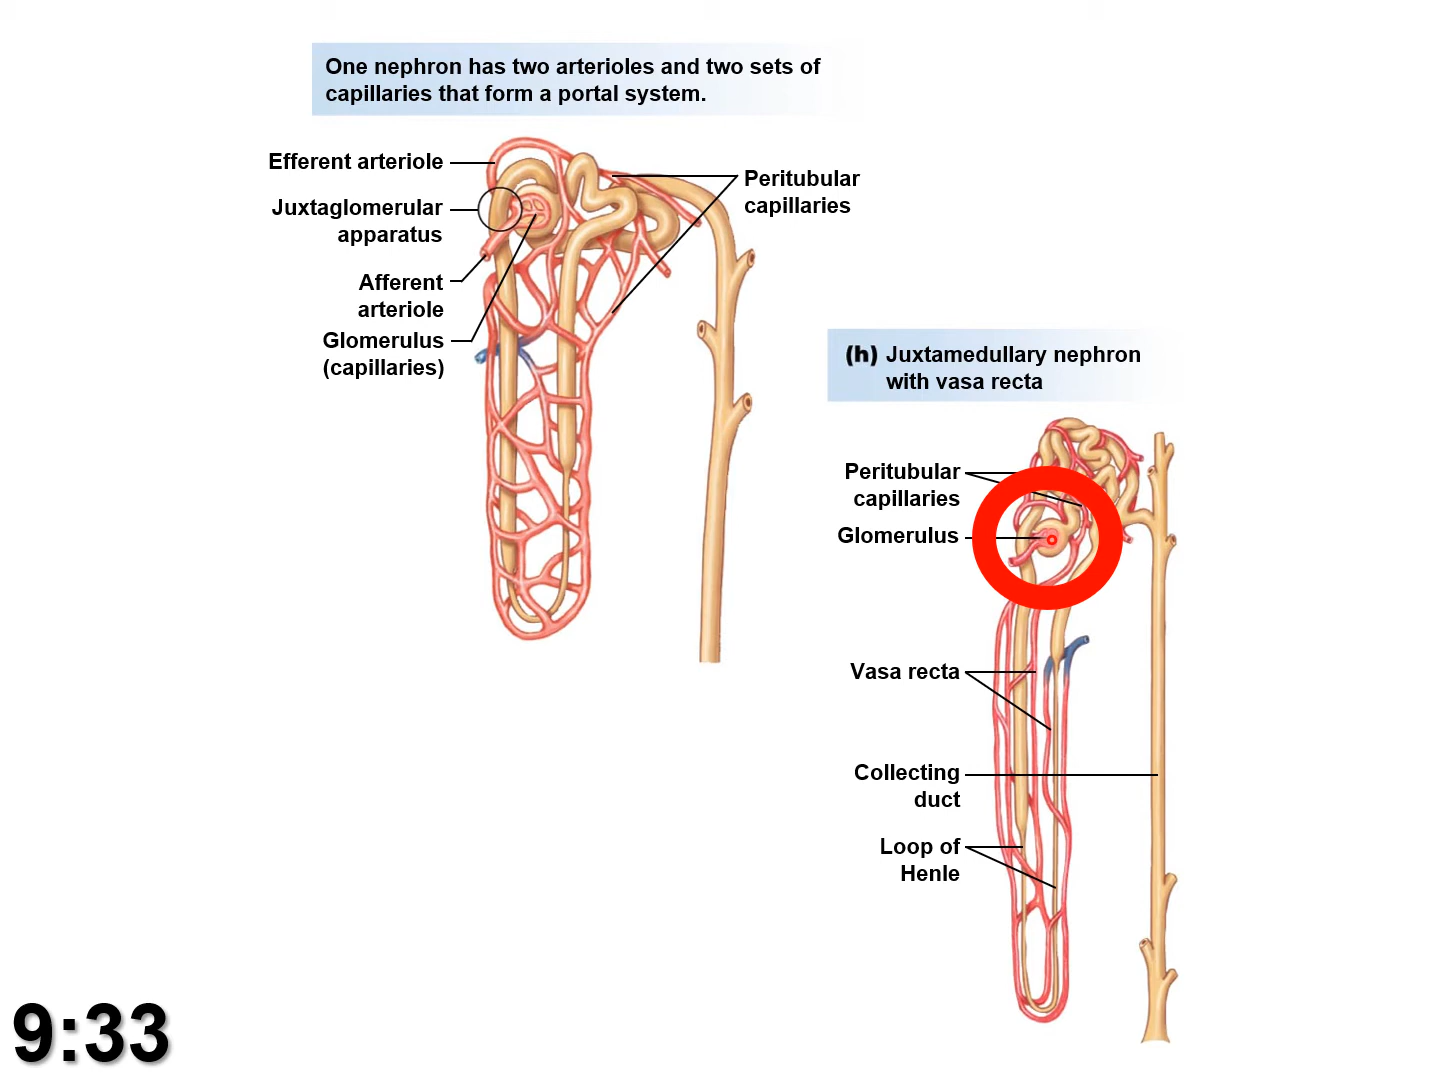 One nephron has two arterioles and two sets of
capillaries that form a portal system.
Efferent arteriole
Juxtaglomerular
apparatus
Afferent
arteriole
Glomerulus
(capillaries)
Peritubular
capillaries
(h) Juxtamedullary nephron
with vasa recta
Peritubular
capillaries
Glomerulus
Vasa recta
Collecting
duct
Loop of
Henle
9:33